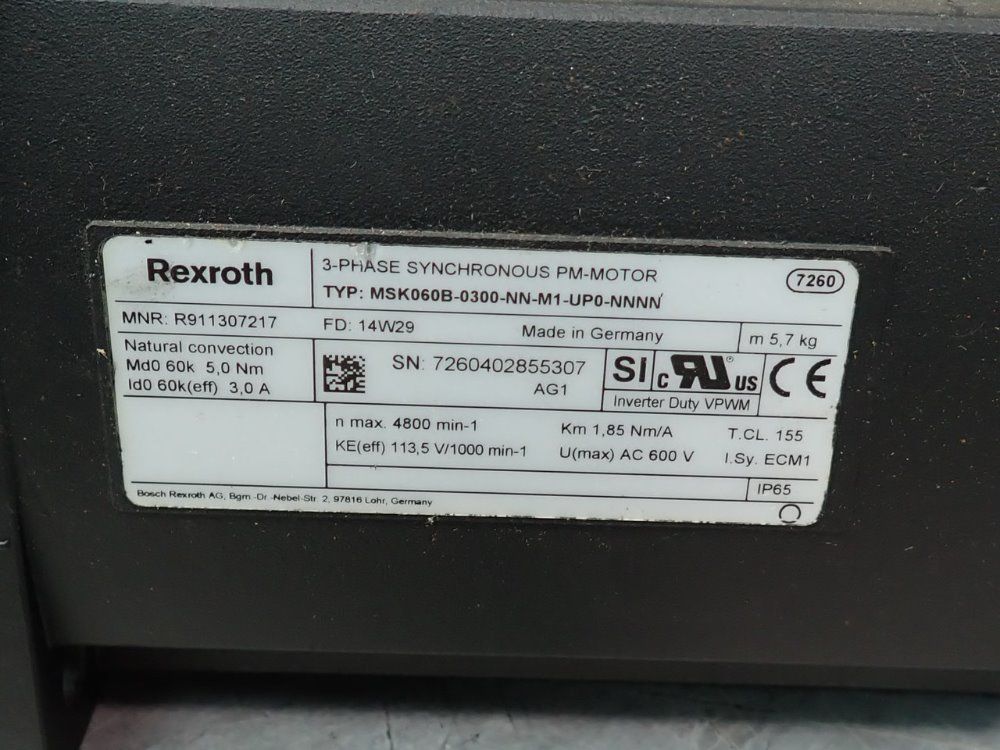 Rexroth
3-PHASE SYNCHRONOUS PM-MOTOR
7260
TYP: MSK060B-0300-NN-M1-UP0-NNNN
MNR: R911307217
FD: 14W29
Made in Germany
m 5,7 kg
Natural convection
Md0 60k 5,0 Nm
Id0 60k(eff) 3,0 A
SN: 7260402855307
AG1
SI
c RU® US
Inverter Duty VPWM
CE
n max. 4800 min-1
Km 1,85 Nm/A
T.CL. 155
KE(eff) 113,5 V/1000 min-1
U(max) AC 600 V
I.Sy. ECM1
IP65
Bosch Rexroth AG, Bgm.-Dr.-Nebel-Str. 2, 97816 Lohr, Germany